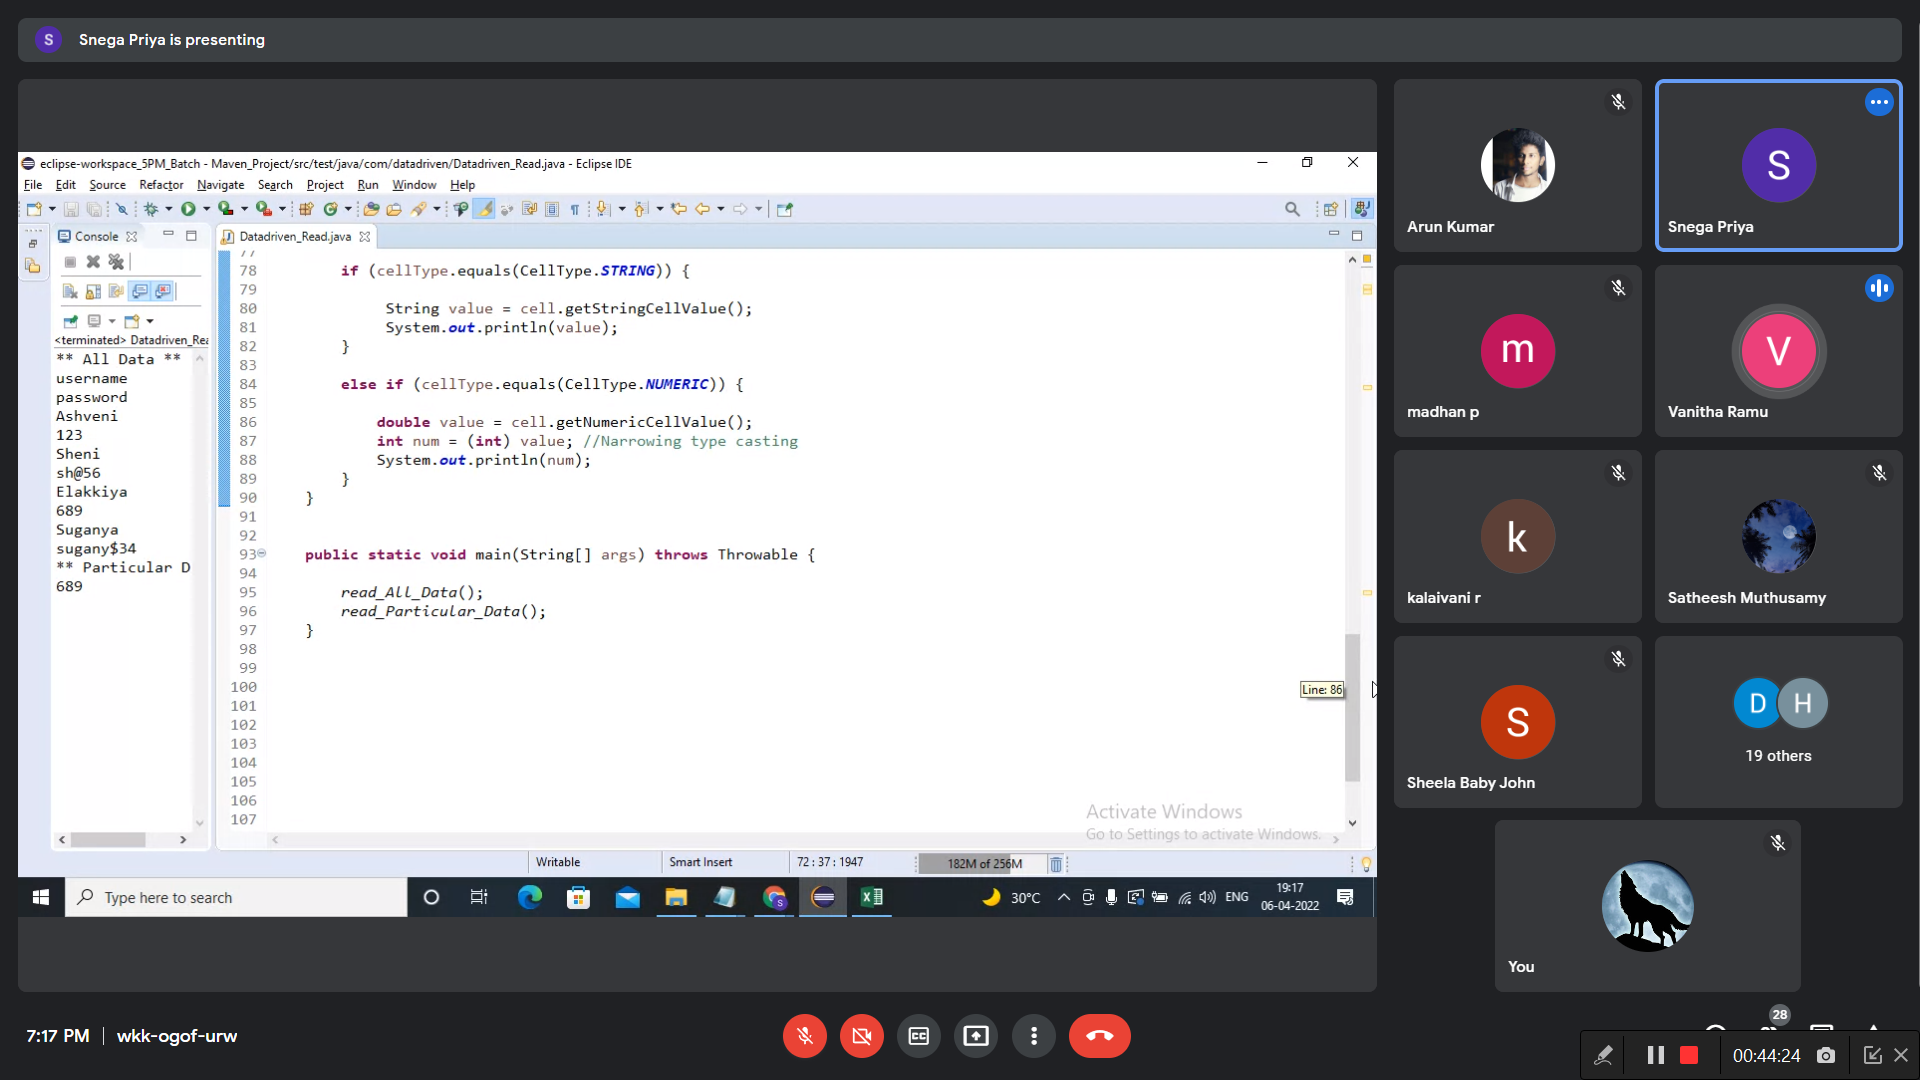 S Snega Priya is presenting
eclipse-workspace_5PM_Batch - Maven_Project/src/test/java/com/datadriven/Datadriven_Read.java - Eclipse IDE
File Edit Source Refactor Navigate Search Project Run Window Help
Console
Datadriven_Read.java
<terminated> Datadriven_Rea
** All Data **
username
password
Ashveni
123
Sheni
sh@56
Elakkiya
689
Suganya
sugany$34
** Particular D
689
77
78 if (cellType.equals(CellType.STRING)) {
79
80 String value = cell.getStringCellValue();
81 System.out.println(value);
82 }
83
84 else if (cellType.equals(CellType.NUMERIC)) {
85
86 double value = cell.getNumericCellValue();
87 int num = (int) value; //Narrowing type casting
88 System.out.println(num);
89 }
90 }
91
92
93 public static void main(String[] args) throws Throwable {
94
95 read_All_Data();
96 read_Particular_Data();
97 }
98
99
100
101
102
103
104
105
106
107
Line: 86
Activate Windows
Go to Settings to activate Windows.
Writable Smart Insert 72 : 37 : 1947 182M of 256M
Type here to search
30°C ENG
19:17
06-04-2022
Arun Kumar
S
Snega Priya
m
madhan p
V
Vanitha Ramu
k
kalaivani r
Satheesh Muthusamy
S
Sheela Baby John
D H
19 others
You
7:17 PM | wkk-ogof-urw
28
00:44:24